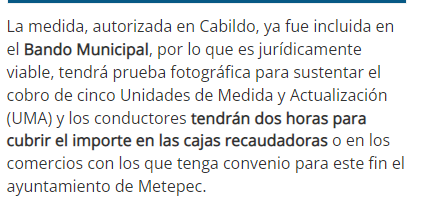 La medida, autorizada en Cabildo, ya fue incluida en
el Bando Municipal, por lo que es jurídicamente
viable, tendrá prueba fotográfica para sustentar el
cobro de cinco Unidades de Medida y Actualización
(UMA) y los conductores tendrán dos horas para
cubrir el importe en las cajas recaudadoras o en los
comercios con los que tenga convenio para este fin el
ayuntamiento de Metepec.